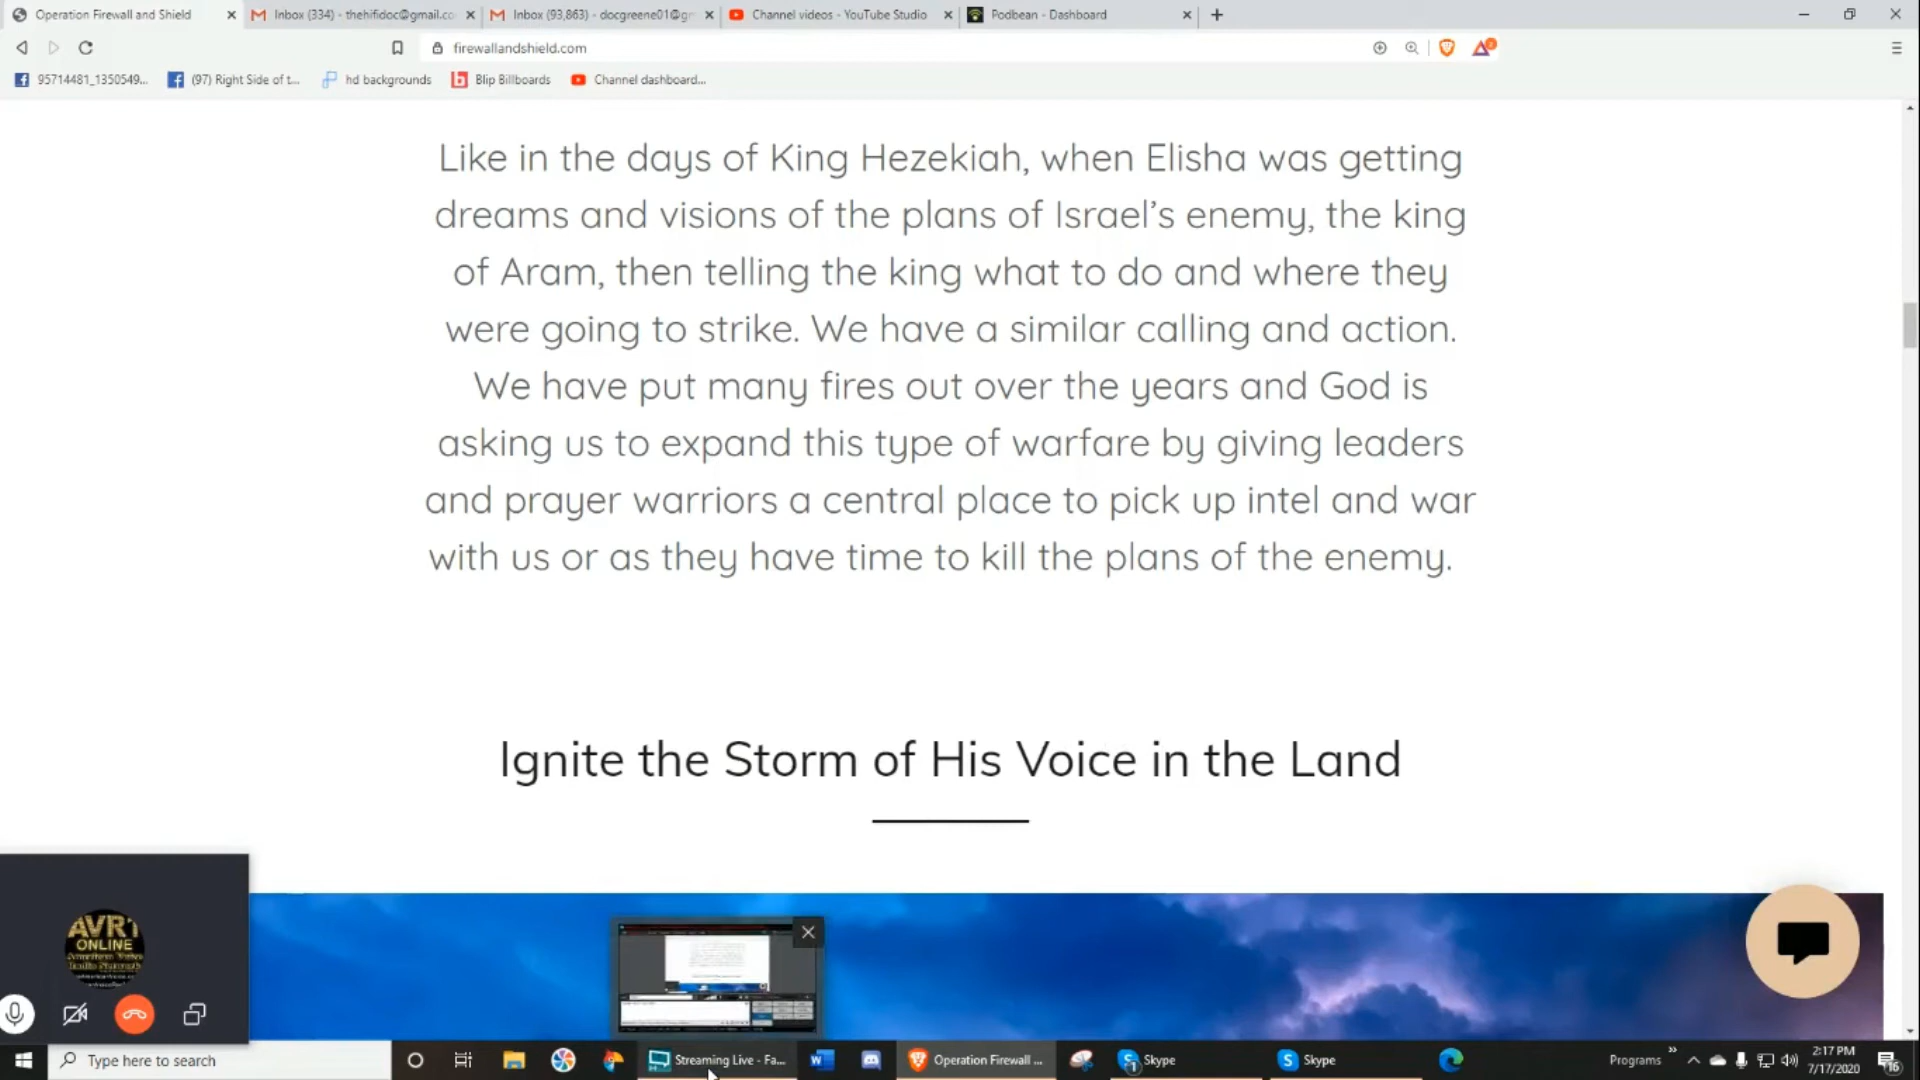 Operation Firewall and Shield
Inbox (334) - thehifidoc@gmail.co
Inbox (93,863) - docgreene01@gm
Channel videos - YouTube Studio
Podbean - Dashboard
firewallandshield.com
95714481_1350549...
(97) Right Side of t...
hd backgrounds
Blip Billboards
Channel dashboard...
Like in the days of King Hezekiah, when Elisha was getting
dreams and visions of the plans of Israel’s enemy, the king
of Aram, then telling the king what to do and where they
were going to strike. We have a similar calling and action.
We have put many fires out over the years and God is
asking us to expand this type of warfare by giving leaders
and prayer warriors a central place to pick up intel and war
with us or as they have time to kill the plans of the enemy.
Ignite the Storm of His Voice in the Land
AVR1
ONLINE
Type here to search
Streaming Live - Fa...
Operation Firewall ...
Skype
Skype
Programs
2:17 PM
7/17/2020
16